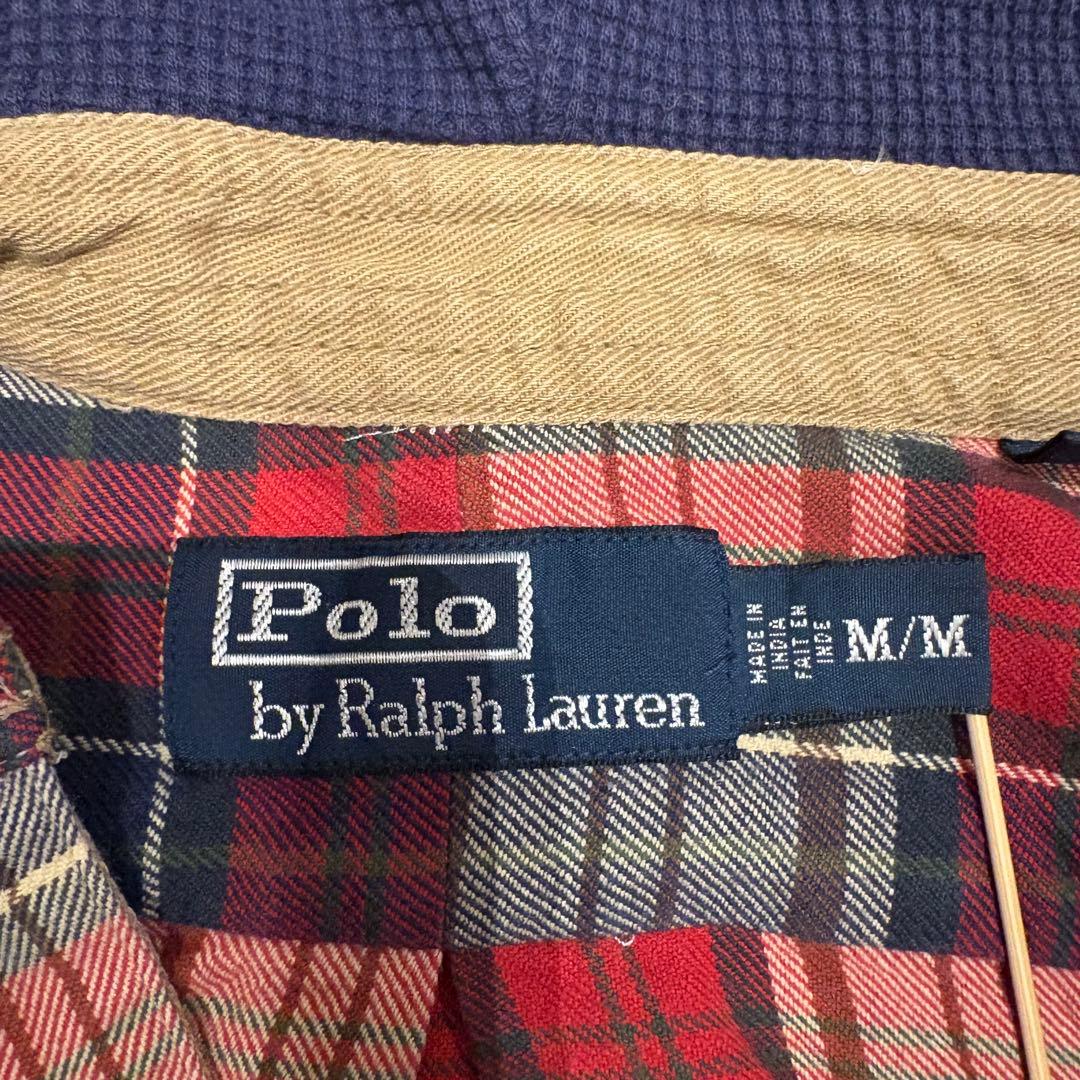 Polo
by Ralph Lauren
MADE IN
INDIA
FAIT EN
INDE
M/M